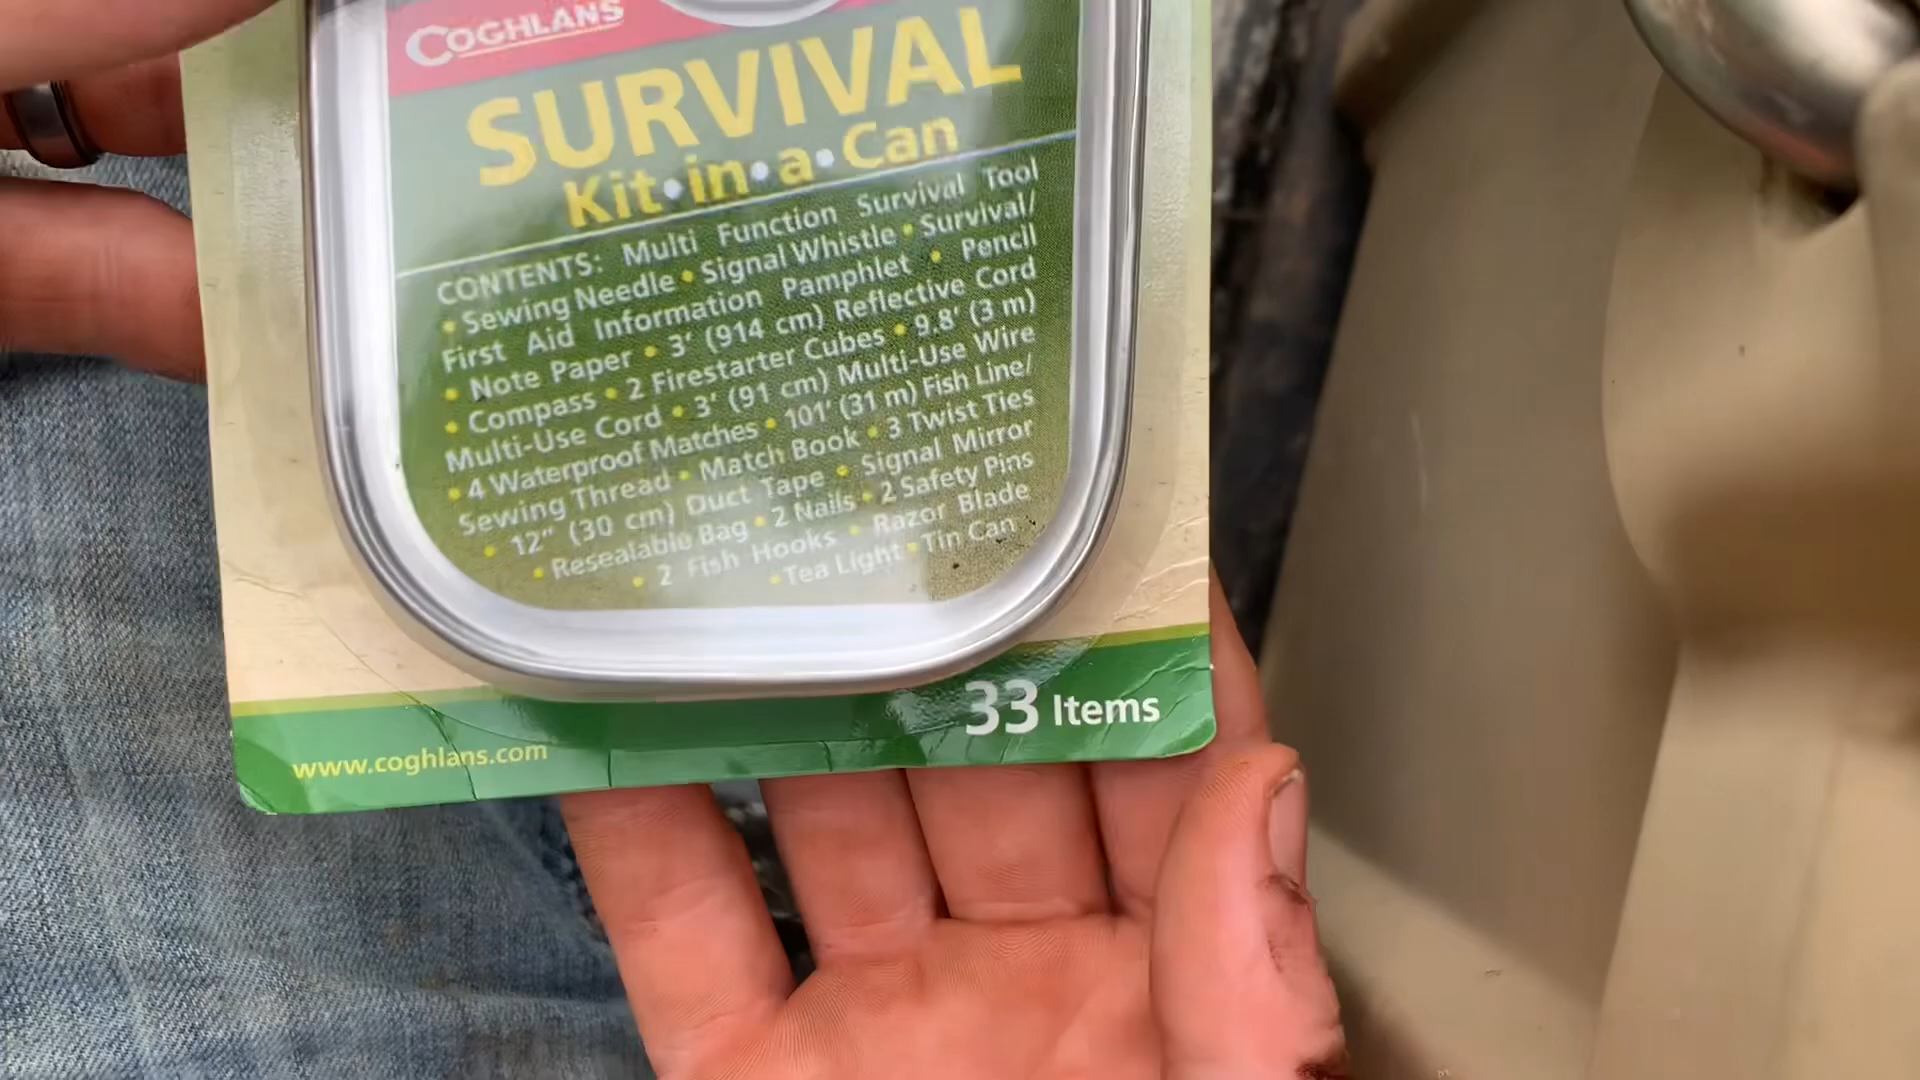 COGHLANS
SURVIVAL
Kit•in•a•Can
CONTENTS: Multi Function Survival Tool
• Sewing Needle • Signal Whistle • Survival/
First Aid Information Pamphlet • Pencil
• Note Paper • 3' (914 cm) Reflective Cord
• Compass • 2 Firestarter Cubes • 9.8' (3 m)
Multi-Use Cord • 3' (91 cm) Multi-Use Wire
• 4 Waterproof Matches • 101' (31 m) Fish Line/
Sewing Thread • Match Book • 3 Twist Ties
• 12" (30 cm) Duct Tape • Signal Mirror
• Resealable Bag • 2 Nails • 2 Safety Pins
• 2 Fish Hooks • Razor Blade
• Tea Light • Tin Can
33 Items
www.coghlans.com